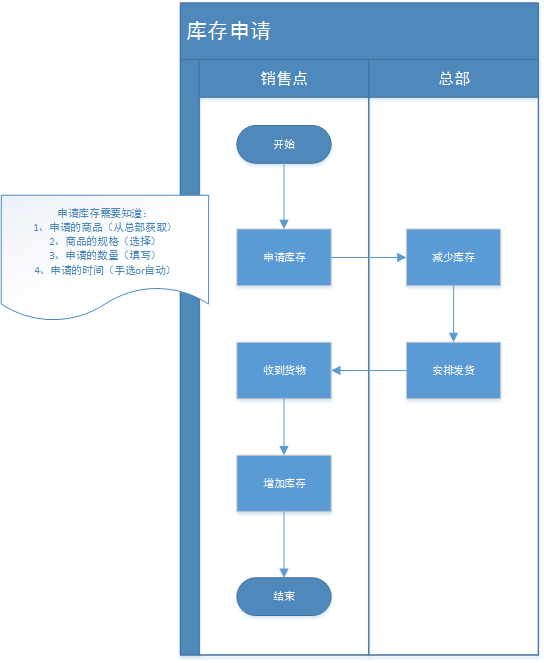 库存申请
销售点
总部
开始
申请库存需要知道：
1、申请的商品（从总部获取）
2、商品的规格（选择）
3、申请的数量（填写）
4、申请的时间（手选or自动）
申请库存
减少库存
收到货物
安排发货
增加库存
结束